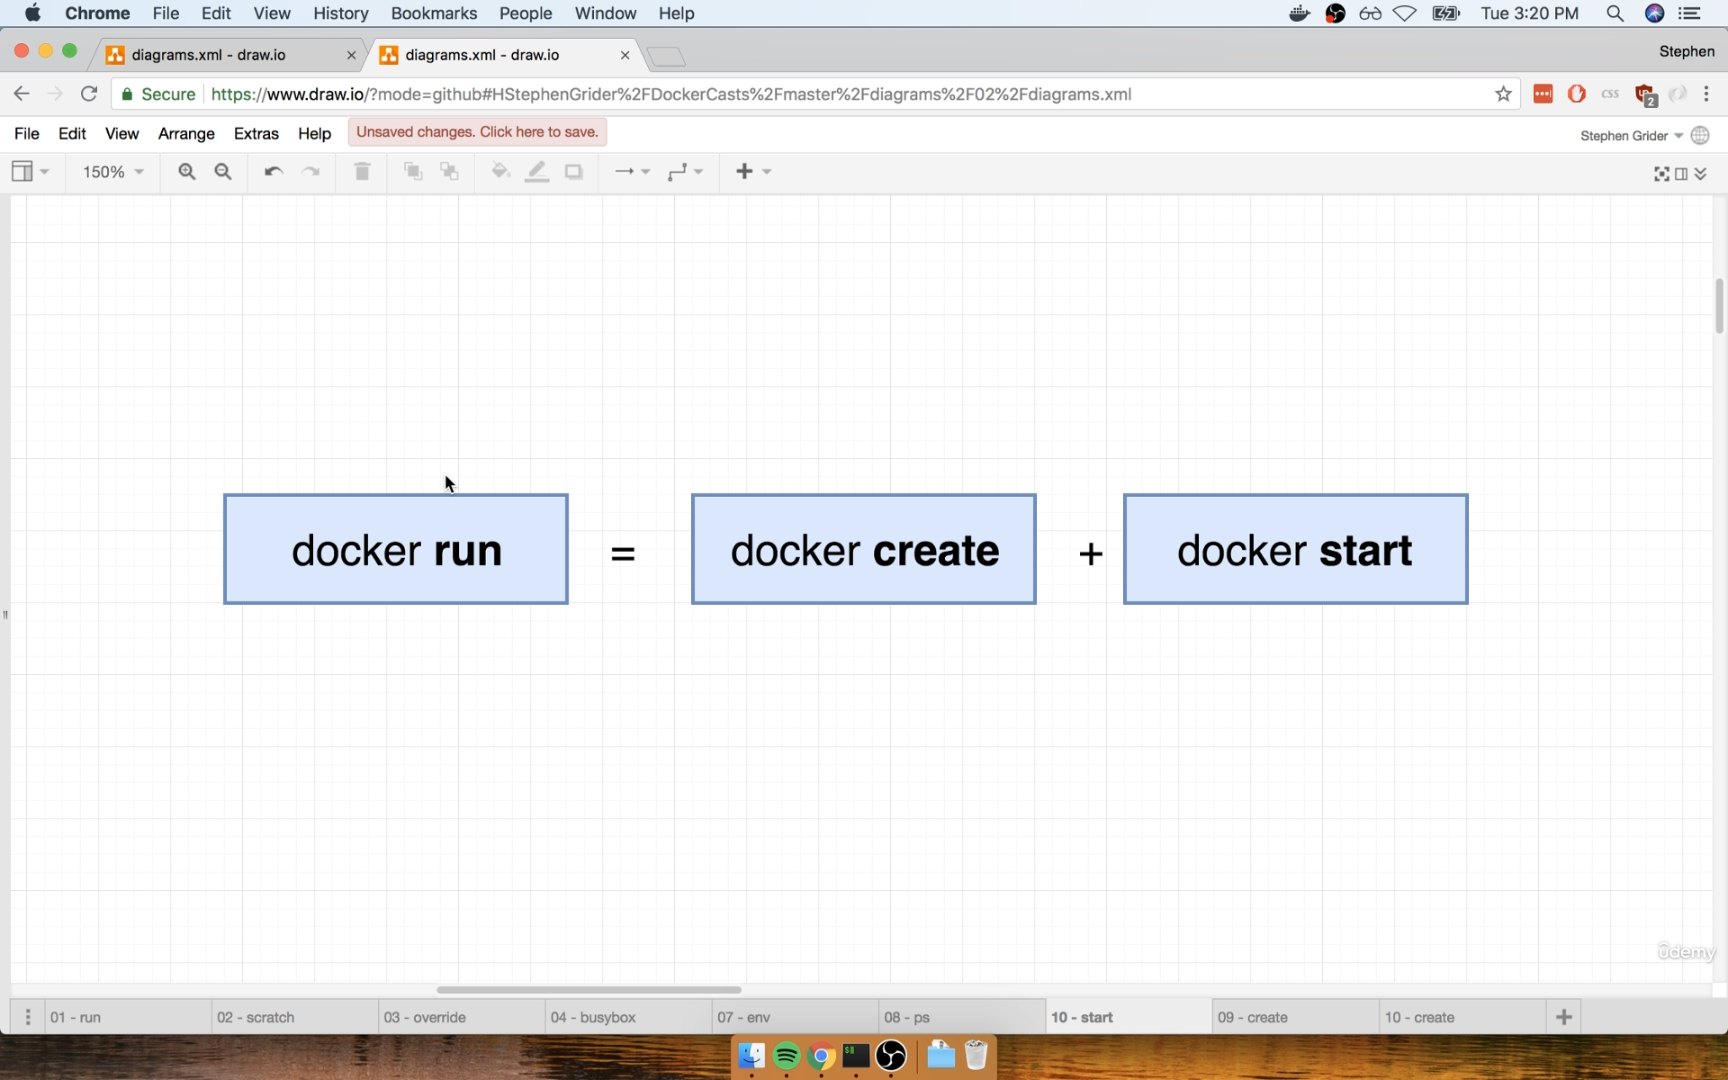 Chrome File Edit View History Bookmarks People Window Help Tue 3:20 PM
diagrams.xml - draw.io diagrams.xml - draw.io Stephen
Secure https://www.draw.io/?mode=github#HStephenGrider%2FDockerCasts%2Fmaster%2Fdiagrams%2F02%2Fdiagrams.xml css 2
File Edit View Arrange Extras Help Unsaved changes. Click here to save. Stephen Grider
150%
docker run = docker create + docker start
ûdemy
01 - run 02 - scratch 03 - override 04 - busybox 07 - env 08 - ps 10 - start 09 - create 10 - create